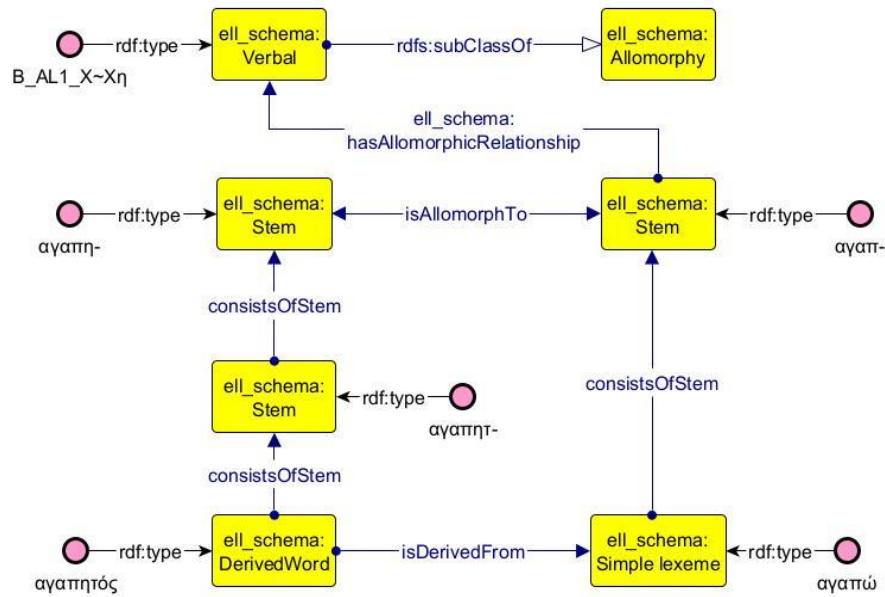 ell_schema:
Verbal
rdf:type
rdfs:subClassOf
ell_schema:
Allomorphy
B_AL1_X~Xη
ell_schema:
hasAllomorphicRelationship
ell_schema:
Stem
rdf:type
isAllomorphTo
ell_schema:
Stem
rdf:type
αγαπη-
αγαπ-
consistsOfStem
ell_schema:
Stem
rdf:type
consistsOfStem
αγαπητ-
consistsOfStem
ell_schema:
DerivedWord
rdf:type
isDerivedFrom
ell_schema:
Simple lexeme
rdf:type
αγαπητός
αγαπώ